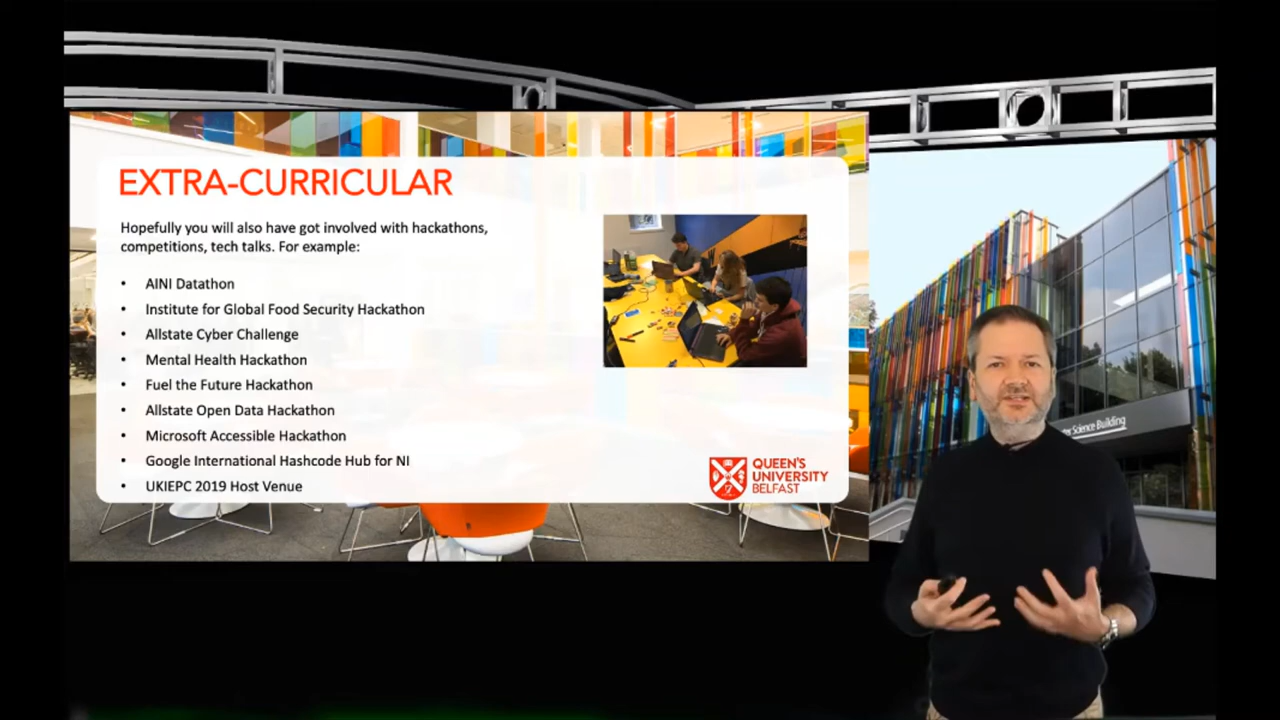 EXTRA-CURRICULAR
Hopefully you will also have got involved with hackathons,
competitions, tech talks. For example:
• AINI Datathon
• Institute for Global Food Security Hackathon
• Allstate Cyber Challenge
• Mental Health Hackathon
• Fuel the Future Hackathon
• Allstate Open Data Hackathon
• Microsoft Accessible Hackathon
• Google International Hashcode Hub for NI
• UKIEPC 2019 Host Venue
QUEEN'S
UNIVERSITY
BELFAST
Science Building